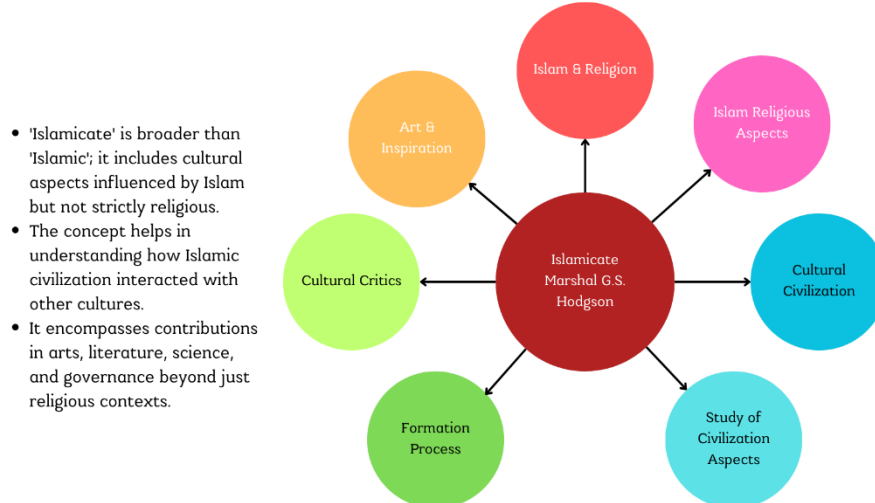 • 'Islamicate' is broader than
'Islamic'; it includes cultural
aspects influenced by Islam
but not strictly religious.
• The concept helps in
understanding how Islamic
civilization interacted with
other cultures.
• It encompasses contributions
in arts, literature, science,
and governance beyond just
religious contexts.
Islam & Religion
Islam Religious
Aspects
Cultural
Civilization
Study of
Civilization
Aspects
Formation
Process
Cultural Critics
Art &
Inspiration
Islamicate
Marshal G.S.
Hodgson